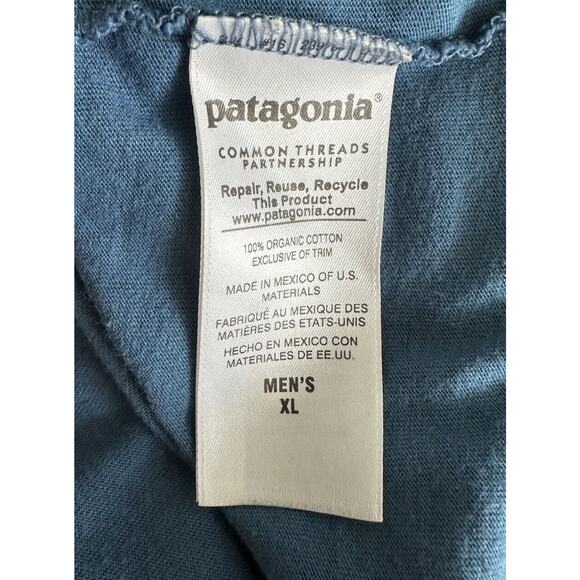 patagonia®
COMMON THREADS
PARTNERSHIP
Repair, Reuse, Recycle
This Product
www.patagonia.com
100% ORGANIC COTTON
EXCLUSIVE OF TRIM
MADE IN MEXICO OF U.S.
MATERIALS
FABRIQUÉ AU MEXIQUE DES
MATIÈRES DES ETATS-UNIS
HECHO EN MEXICO CON
MATERIALES DE EE.UU.
MEN'S
XL